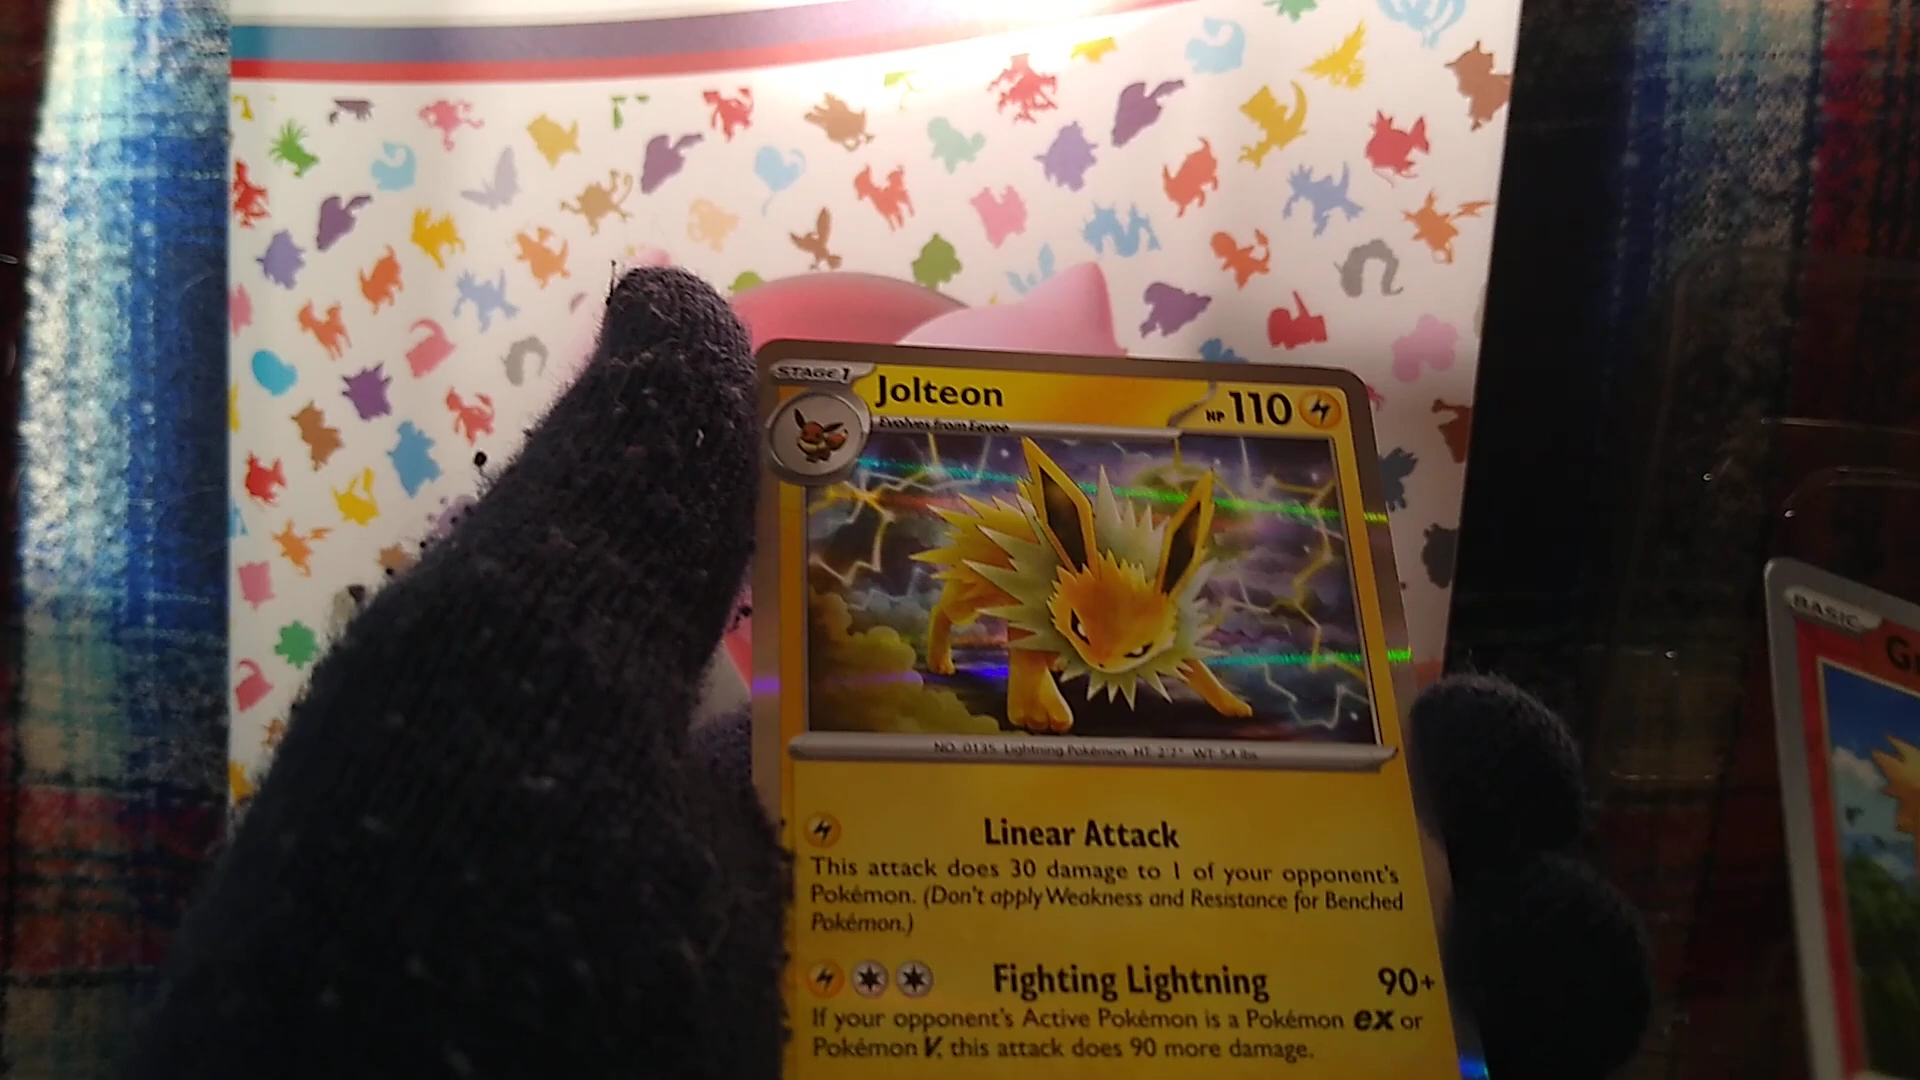 STAGE 1
Jolteon
HP 110
Evolves from Eevee
NO. 0135 Lightning Pokémon HT: 2'7" WT: 54 lbs.
Linear Attack
This attack does 30 damage to 1 of your opponent's
Pokémon. (Don't apply Weakness and Resistance for Benched
Pokémon.)
Fighting Lightning 90+
If your opponent's Active Pokémon is a Pokémon ex or
Pokémon V, this attack does 90 more damage.
BASIC